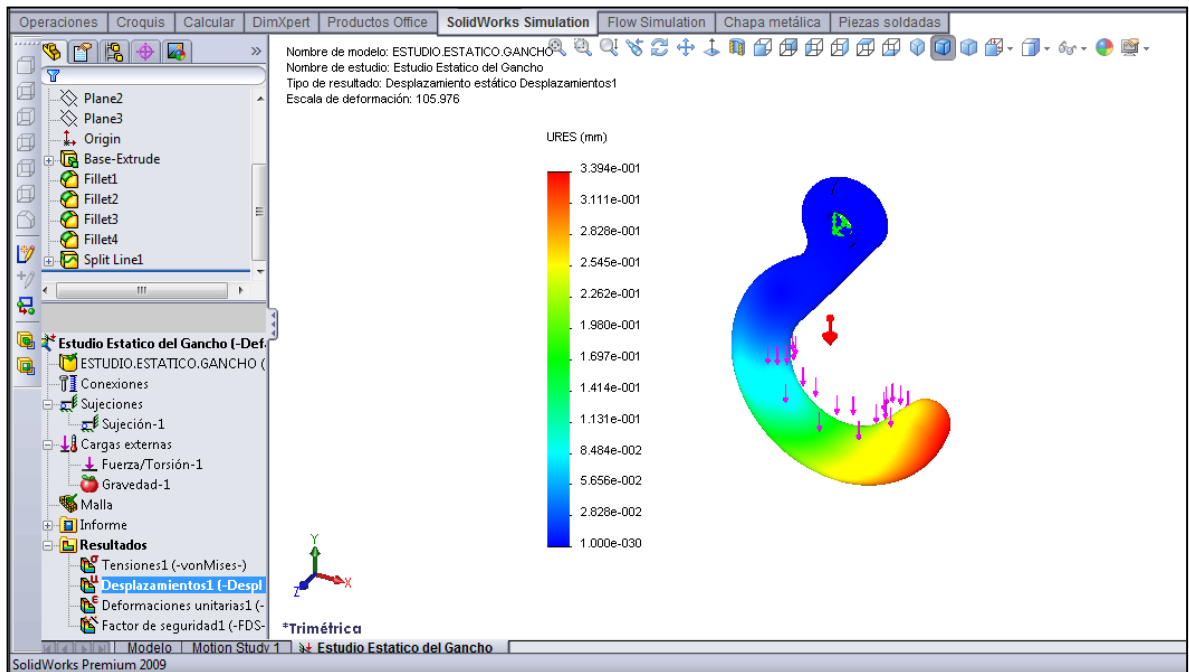 Operaciones Croquis Calcular DimXpert Productos Office SolidWorks Simulation Flow Simulation Chapa metálica Piezas soldadas
Nombre de modelo: ESTUDIO.ESTATICO.GANCHO
Nombre de estudio: Estudio Estatico del Gancho
Tipo de resultado: Desplazamiento estático Desplazamientos1
Escala de deformación: 105.976
Plane2
Plane3
Origin
Base-Extrude
Fillet1
Fillet2
Fillet3
Fillet4
Split Line1
Estudio Estatico del Gancho (-Def
ESTUDIO.ESTATICO.GANCHO (
Conexiones
Sujeciones
Sujeción-1
Cargas externas
Fuerza/Torsión-1
Gravedad-1
Malla
Informe
Resultados
Tensiones1 (-vonMises-)
Desplazamientos1 (-Despl
Deformaciones unitarias1 (-
Factor de seguridad1 (-FDS-
URES (mm)
3.394e-001
3.111e-001
2.828e-001
2.545e-001
2.262e-001
1.980e-001
1.697e-001
1.414e-001
1.131e-001
8.484e-002
5.656e-002
2.828e-002
1.000e-030
Y
X
Z
*Trimétrica
Modelo Motion Study 1 Estudio Estatico del Gancho
SolidWorks Premium 2009